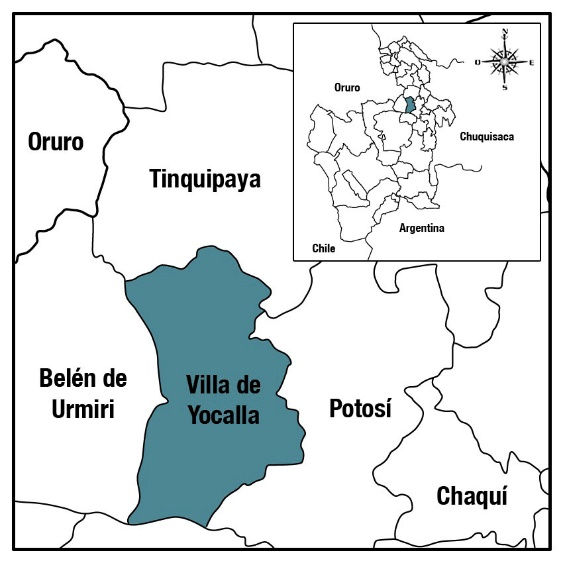 N
O
E
S
Oruro
Chuquisaca
Argentina
Chile
Oruro
Tinquipaya
Belén de
Urmiri
Villa de
Yocalla
Potosí
Chaquí